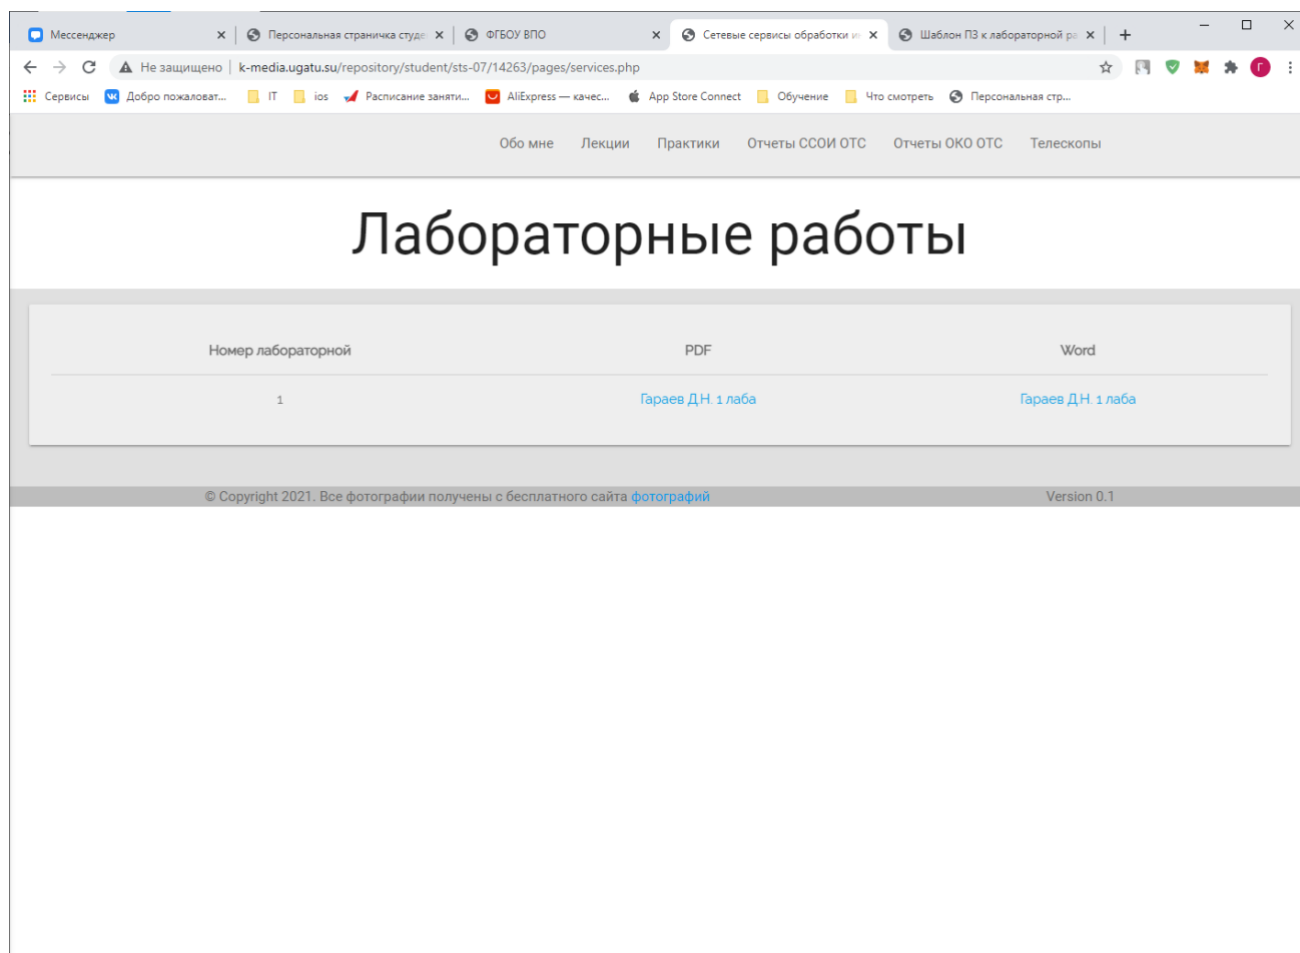 Мессенджер
Персональная страничка студе
ФГБОУ ВПО
Сетевые сервисы обработки и
Шаблон ПЗ к лабораторной ра
Не защищено | k-media.ugatu.su/repository/student/sts-07/14263/pages/services.php
Г
Сервисы Добро пожаловат... IT ios Расписание заняти... AliExpress — качес... App Store Connect Обучение Что смотреть Персональная стр...
Обо мне Лекции Практики Отчеты ССОИ ОТС Отчеты ОКО ОТС Телескопы
Лабораторные работы
Номер лабораторной PDF Word
1 Гараев Д.Н. 1 лаба Гараев Д.Н. 1 лаба
© Copyright 2021. Все фотографии получены с бесплатного сайта фотографий Version 0.1